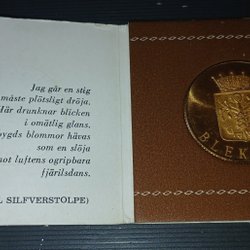 Jag går en stig
måste plötsligt dröja.
Här drunknar blicken
i omätlig glans.
bygds blommor hävas
som en slöja
mot luftens ogripbara
fjärilsdans.
SILFVERSTOLPE)
BLEK